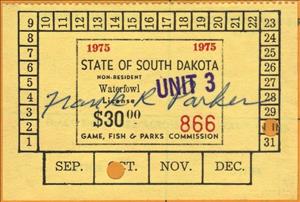 8 9 10 11 12 13 14 15 16 17 18 19 20 21 22 23
7 24
6 25
5 26
4 27
3 28
2 29
1 31
1975 1975
STATE OF SOUTH DAKOTA
NON-RESIDENT
Waterfowl UNIT 3
License
Frank R Parker
$30.00 866
GAME, FISH & PARKS COMMISSION
SEP. OCT. NOV. DEC.